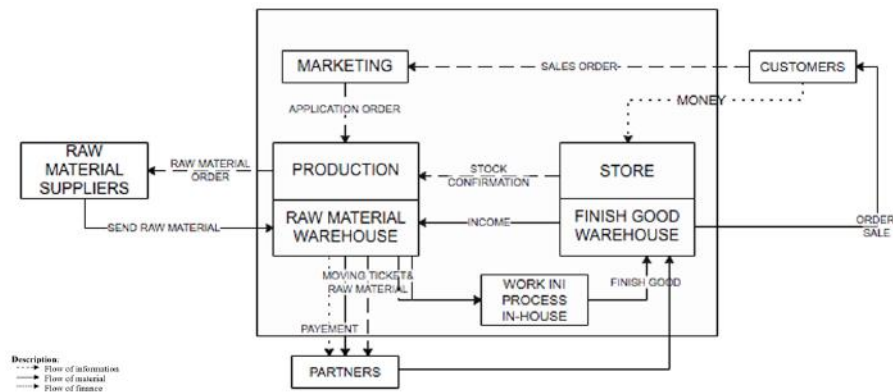 MARKETING
SALES ORDER
CUSTOMERS
MONEY
APPLICATION ORDER
RAW
MATERIAL
SUPPLIERS
RAW MATERIAL
ORDER
PRODUCTION
STOCK
CONFIRMATION
STORE
SEND RAW MATERIAL
RAW MATERIAL
WAREHOUSE
INCOME
FINISH GOOD
WAREHOUSE
ORDER
SALE
MOVING TICKET&
RAW MATERIAL
WORK INI
PROCESS
IN-HOUSE
FINISH GOOD
PAYEMENT
PARTNERS
Description:
Flow of information
Flow of material
Flow of finance